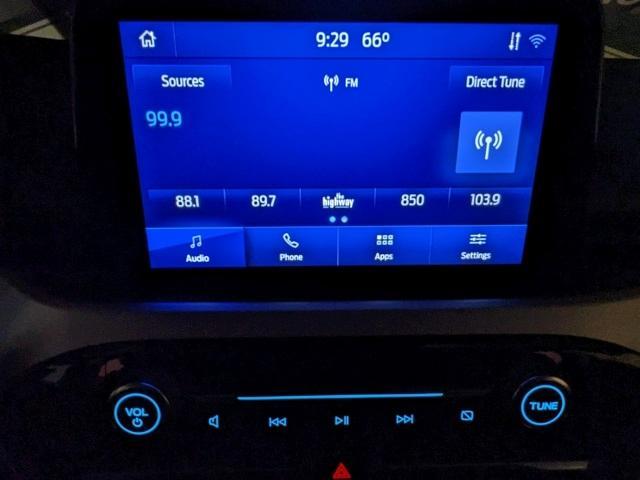 9:29 66°
Sources FM Direct Tune
99.9
88.1 89.7 the highway 850 103.9
Audio Phone Apps Settings
VOL TUNE